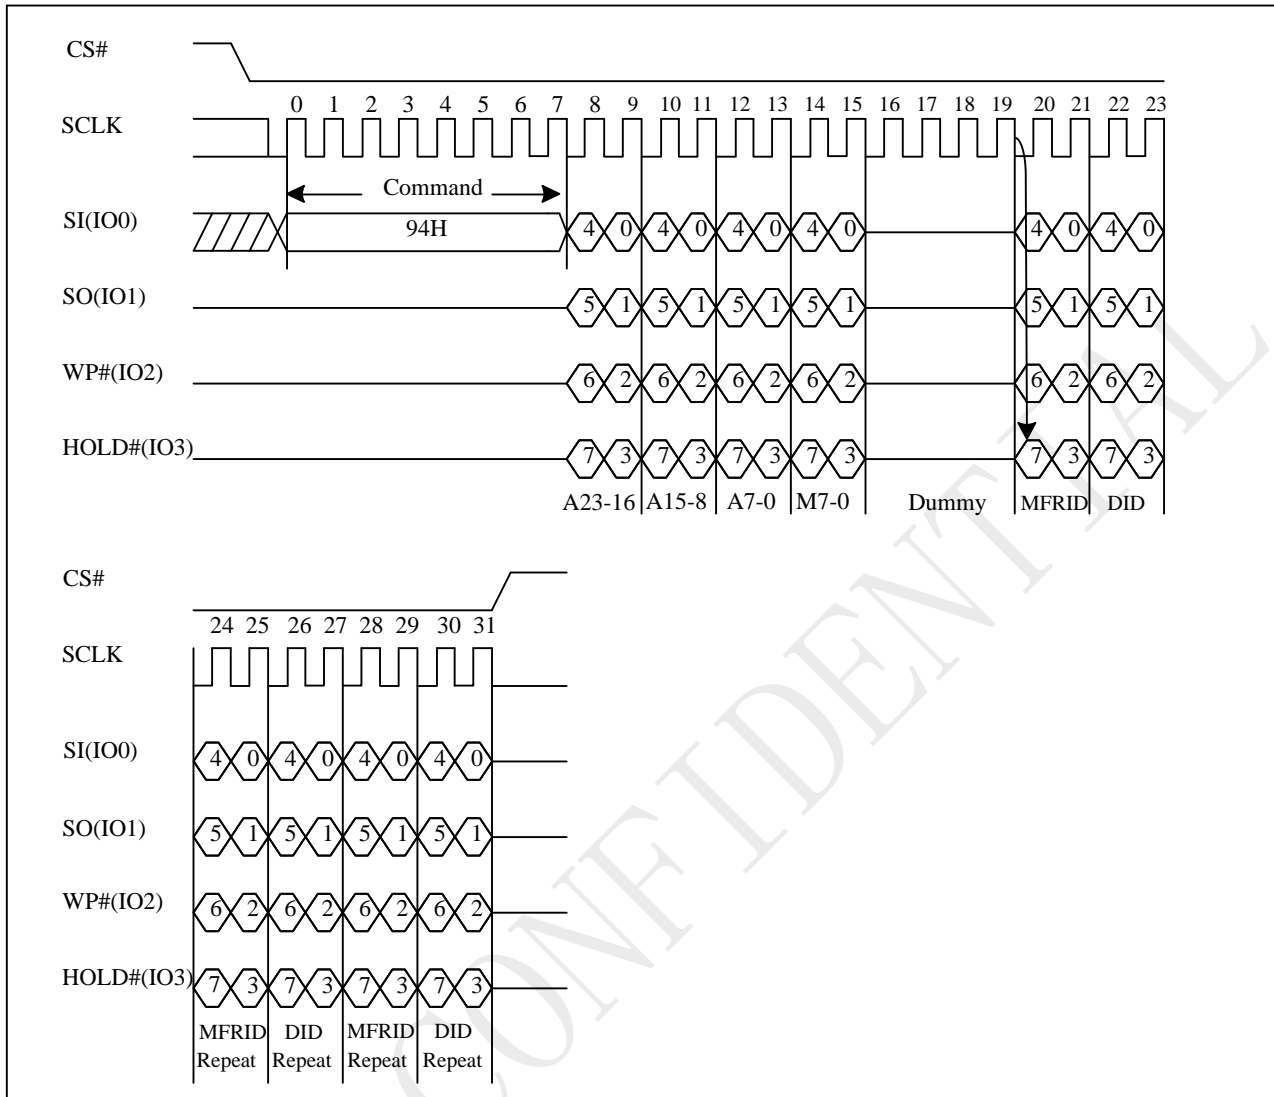 CS#
0 1 2 3 4 5 6 7 8 9 10 11 12 13 14 15 16 17 18 19 20 21 22 23
SCLK
Command
SI(IO0) 94H 4 0 4 0 4 0 4 0 4 0 4 0
SO(IO1) 5 1 5 1 5 1 5 1 5 1 5 1
WP#(IO2) 6 2 6 2 6 2 6 2 6 2 6 2
HOLD#(IO3) 7 3 7 3 7 3 7 3 7 3 7 3
A23-16 A15-8 A7-0 M7-0 Dummy MFRID DID
CS#
24 25 26 27 28 29 30 31
SCLK
SI(IO0) 4 0 4 0 4 0 4 0
SO(IO1) 5 1 5 1 5 1 5 1
WP#(IO2) 6 2 6 2 6 2 6 2
HOLD#(IO3) 7 3 7 3 7 3 7 3
MFRID DID MFRID DID
Repeat Repeat Repeat Repeat
CONFIDENTIAL